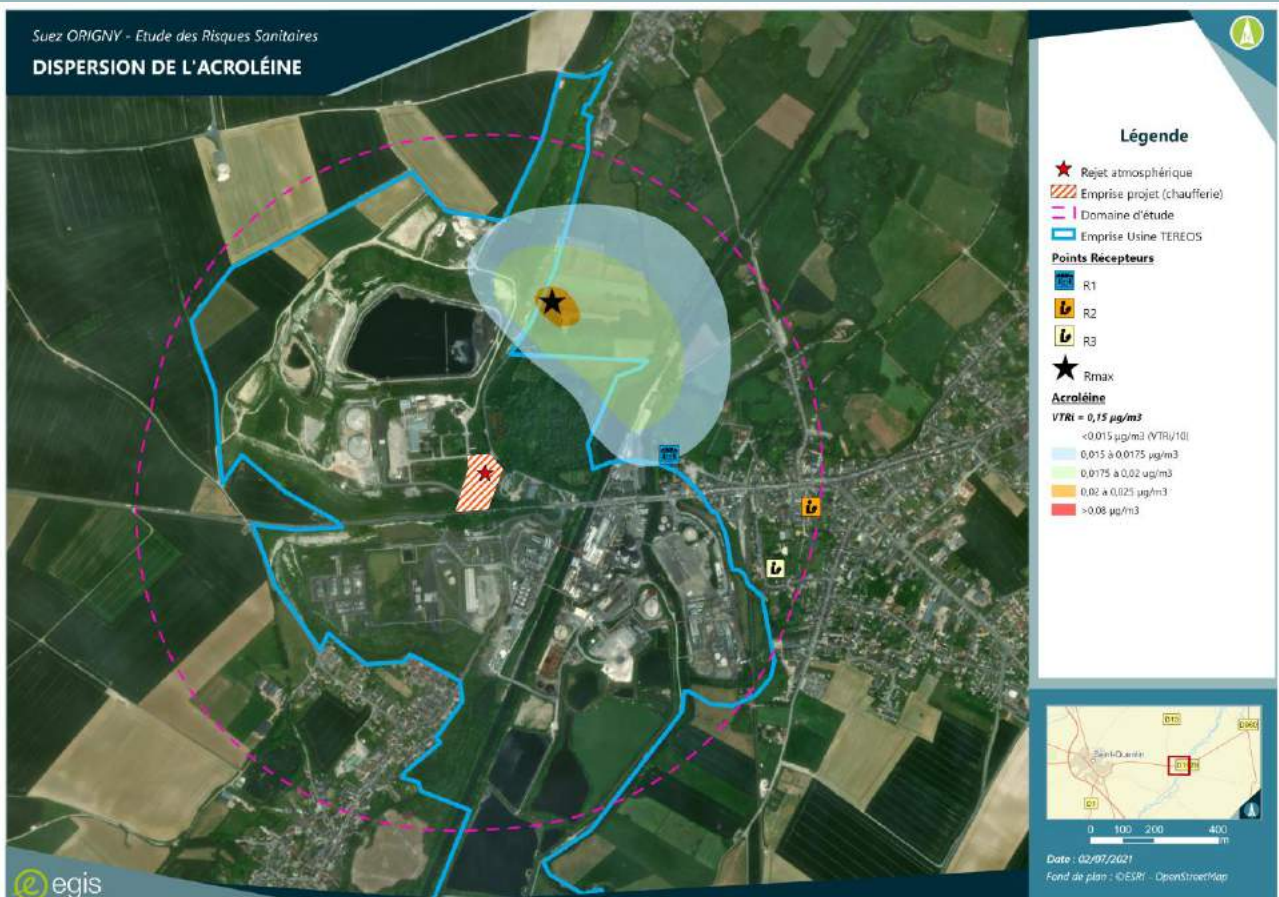 Suez ORIGNY - Etude des Risques Sanitaires
DISPERSION DE L'ACROLÉINE
Légende
Rejet atmosphérique
Emprise projet (chaufferie)
Domaine d'étude
Emprise Usine TEREOS
Points Récepteurs
R1
R2
R3
Rmax
Acroléine
VTRi = 0,15 µg/m3
<0,015 µg/m3 (VTRi/10)
0,015 à 0,0175 µg/m3
0,0175 à 0,02 ug/m3
0,02 à 0,025 µg/m3
>0,08 µg/m3
Saint-Quentin
D1
0 100 200 400
m
Date : 02/07/2021
Fond de plan : ©ESRI - OpenStreetMap
egis